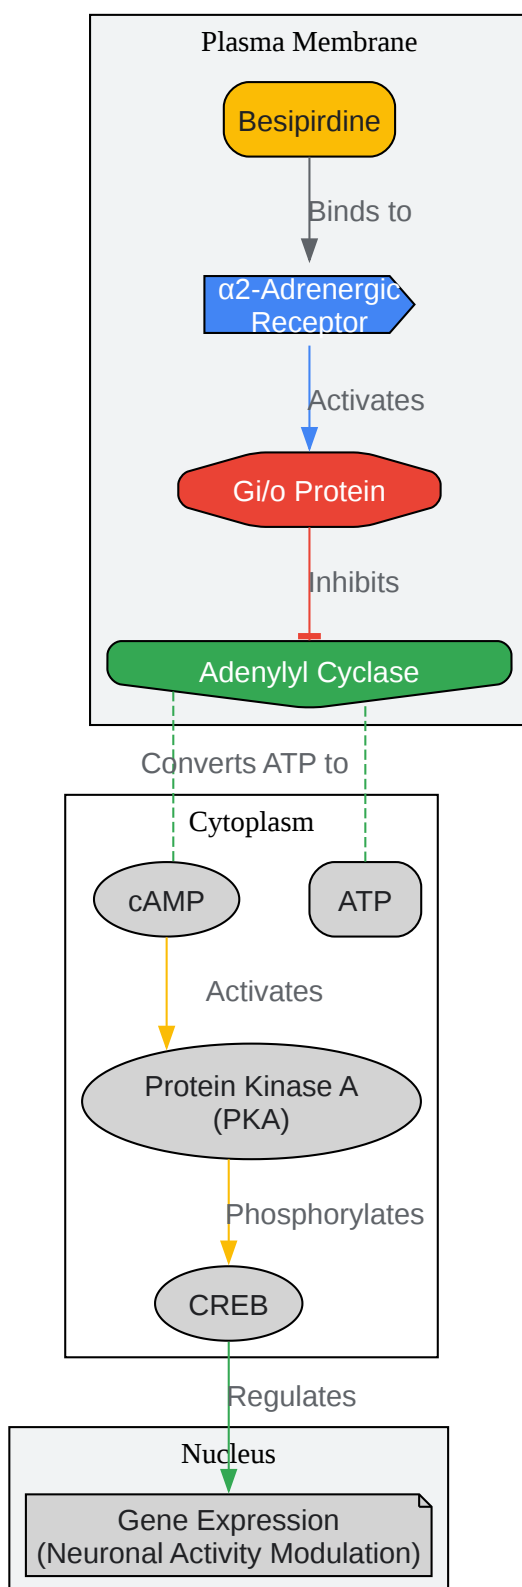 Plasma Membrane
Besipirdine
Binds to
α2-Adrenergic
Receptor
Activates
Gi/o Protein
Inhibits
Adenylyl Cyclase
Converts ATP to
Cytoplasm
cAMP
ATP
Activates
Protein Kinase A
(PKA)
Phosphorylates
CREB
Regulates
Nucleus
Gene Expression
(Neuronal Activity Modulation)